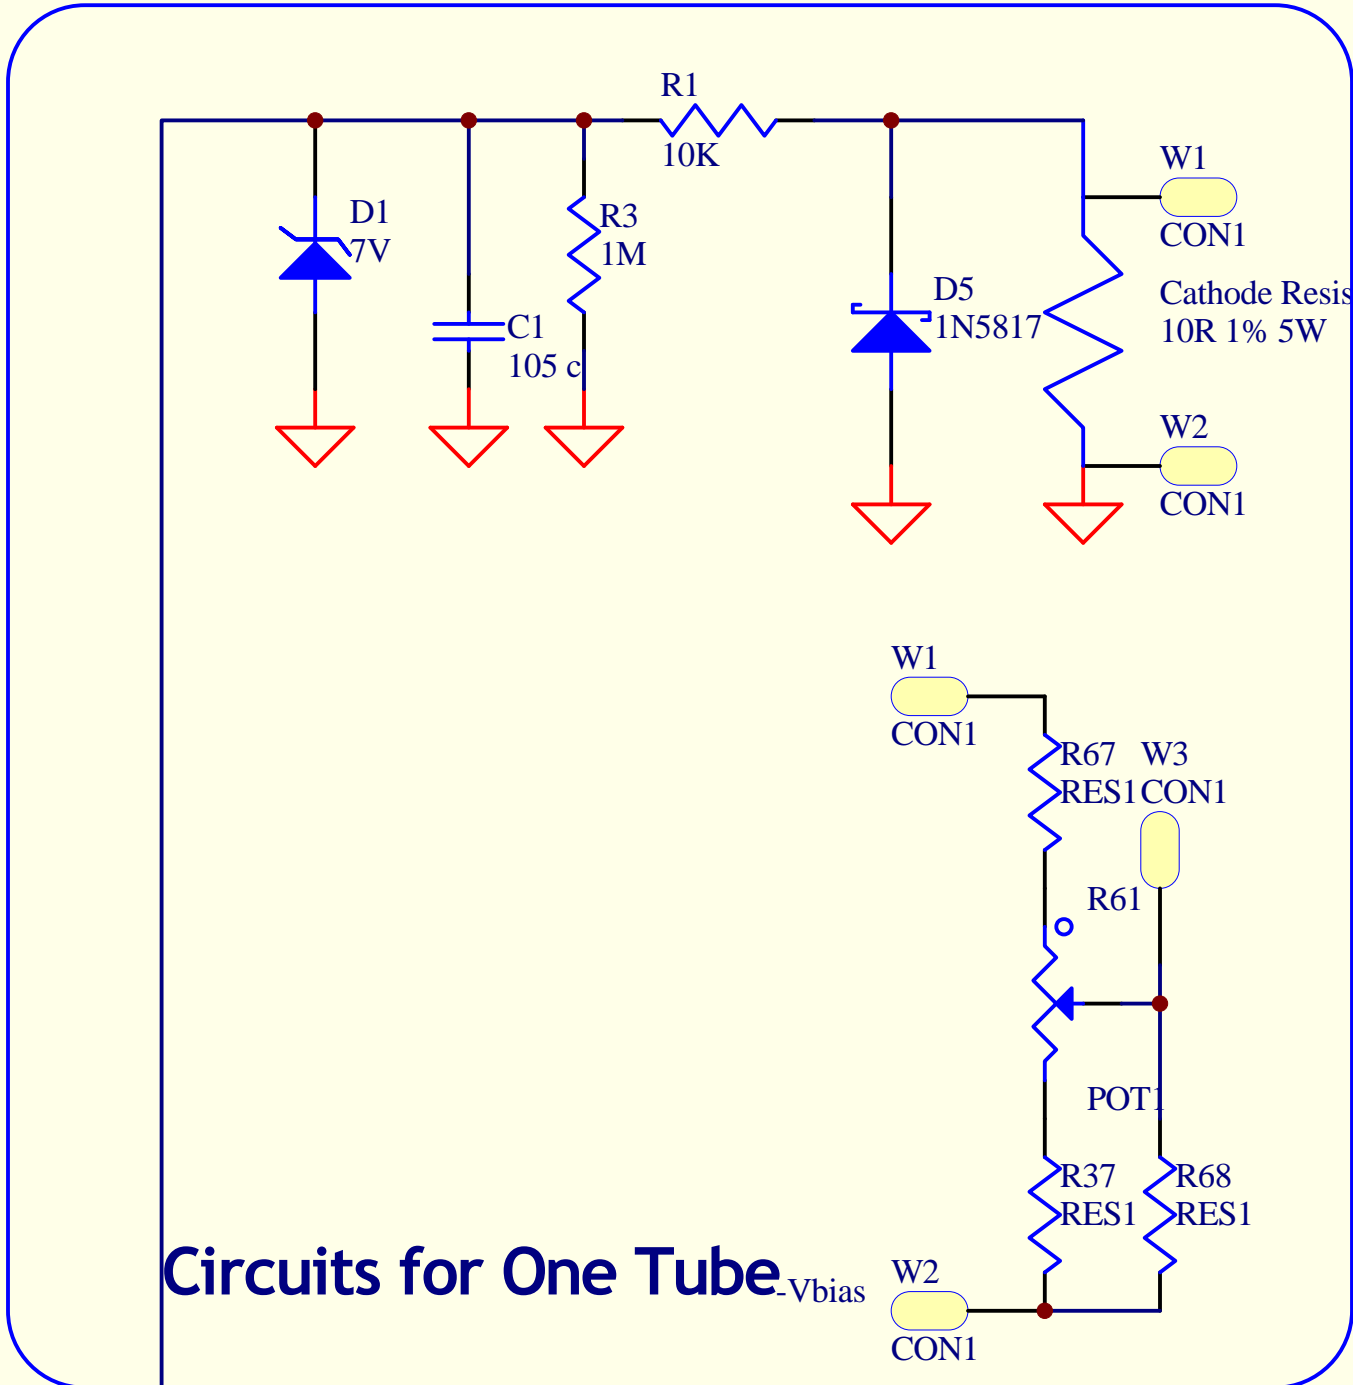 R1
10K
W1
CON1
D1
7V
R3
1M
D5
1N5817
Cathode Resis
10R 1% 5W
C1
105 c
W2
CON1
W1
CON1
R67
RES1
W3
CON1
R61
POT1
R37
RES1
R68
RES1
Circuits for One Tube
-Vbias
W2
CON1